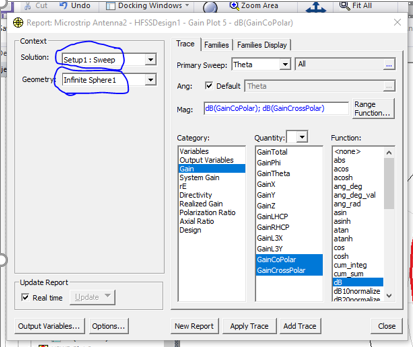 Docking Windows
Zoom Area
Fit All
Report: Microstrip Antenna2 - HFSSDesign1 - Gain Plot 5 - dB(GainCoPolar)
Context
Solution: Setup1 : Sweep
Geometry: Infinite Sphere1
Update Report
Real time
Update
Output Variables...
Options...
Trace
Families
Families Display
Primary Sweep: Theta All ...
Ang: Default Theta
Mag: dB(GainCoPolar); dB(GainCrossPolar)
Range Function...
Category:
Variables
Output Variables
Gain
System Gain
rE
Directivity
Realized Gain
Polarization Ratio
Axial Ratio
Design
Quantity:
GainTotal
GainPhi
GainTheta
GainX
GainY
GainZ
GainLHCP
GainRHCP
GainL3X
GainL3Y
GainCoPolar
GainCrossPolar
Function:
<none>
abs
acos
acosh
ang_deg
ang_deg_val
ang_rad
asin
asinh
atan
atanh
cos
cosh
cum_integ
cum_sum
dB
dB10normalize
New Report
Apply Trace
Add Trace
Close